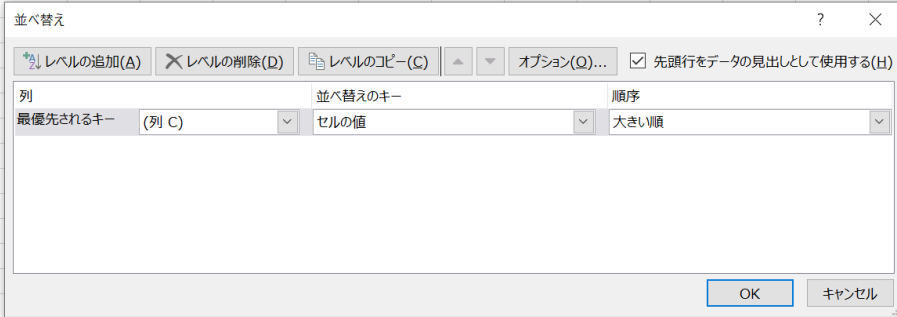 並べ替え ? ×
レベルの追加(A) レベルの削除(D) レベルのコピー(C) オプション(O)... 先頭行をデータの見出しとして使用する(H)
列 並べ替えのキー 順序
最優先されるキー (列 C) セルの値 大きい順
OK キャンセル